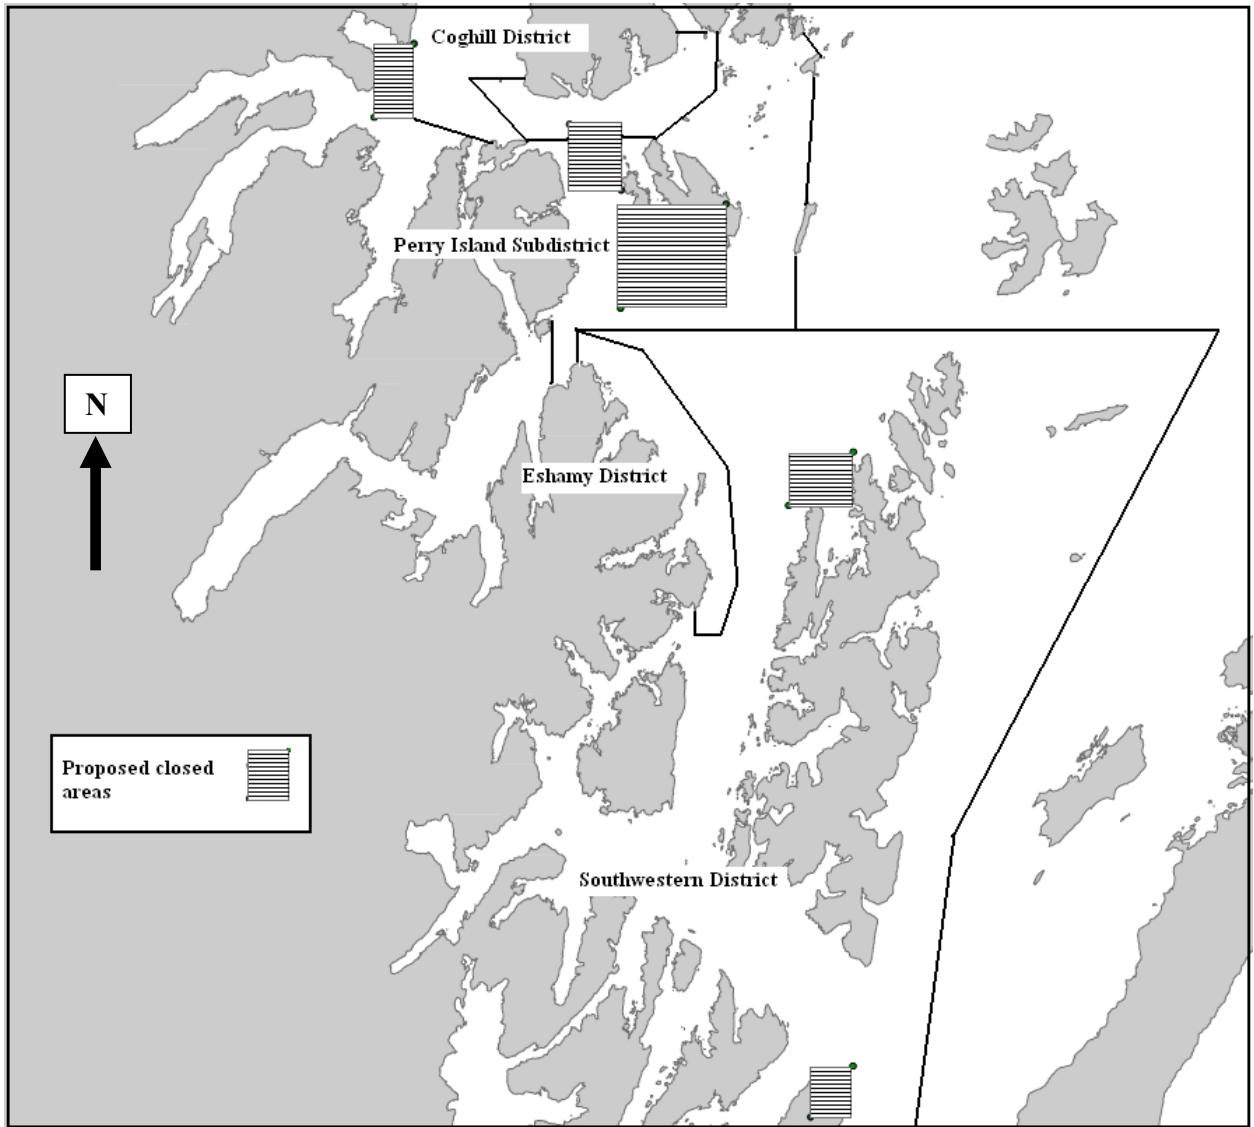 Coghill District
Perry Island Subdistrict
N
Eshamy District
Proposed closed
areas
Southwestern District